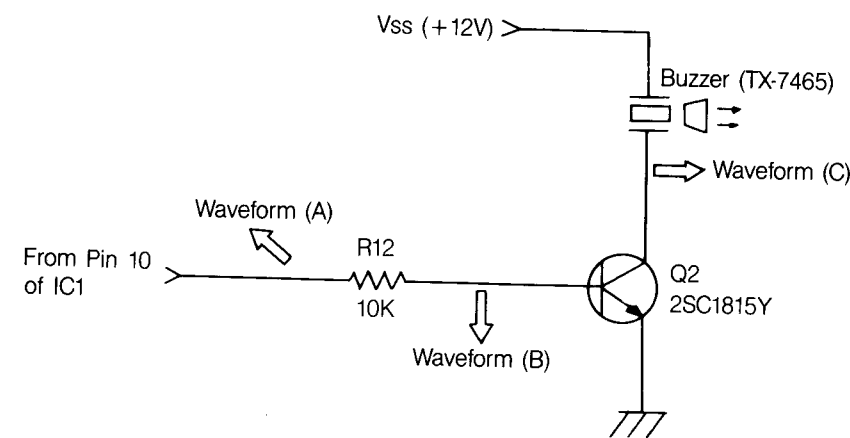 Vss (+12V)
Buzzer (TX-7465)
Waveform (C)
Waveform (A)
From Pin 10
of IC1
R12
10K
Q2
2SC1815Y
Waveform (B)